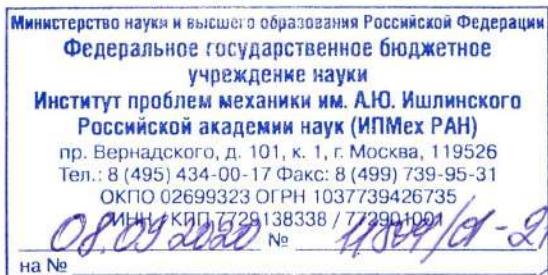 Министерство науки и высшего образования Российской Федерации
Федеральное государственное бюджетное
учреждение науки
Институт проблем механики им. А.Ю. Ишлинского
Российской академии наук (ИПМех РАН)
пр. Вернадского, д. 101, к. 1, г. Москва, 119526
Тел.: 8 (495) 434-00-17 Факс: 8 (499) 739-95-31
ОКПО 02699323 ОГРН 1037739426735
ИНН / КПП 7729138338 / 772901001
08.09 2020 №
на №